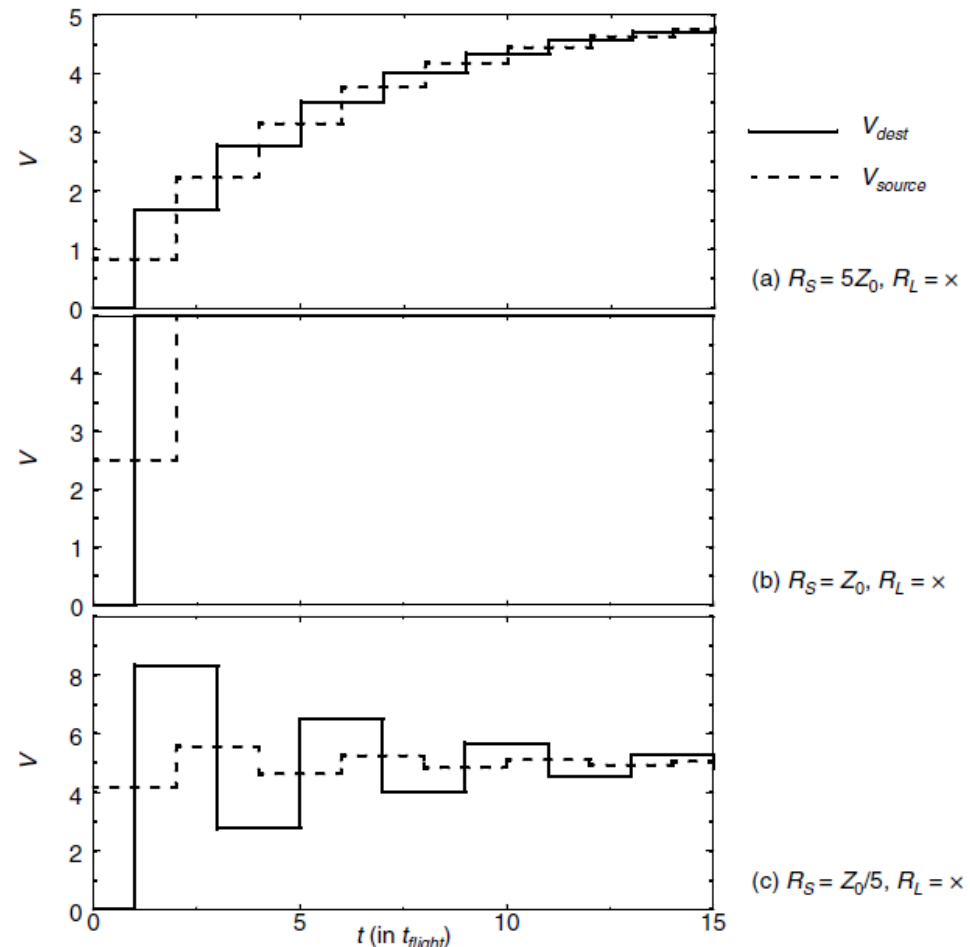 5
4
3
2
1
0
V
V_dest
V_source
(a) R_S = 5Z_0, R_L = ×
4
3
2
1
0
V
(b) R_S = Z_0, R_L = ×
8
6
4
2
0
V
(c) R_S = Z_0/5, R_L = ×
0 5 10 15
t (in t_flight)